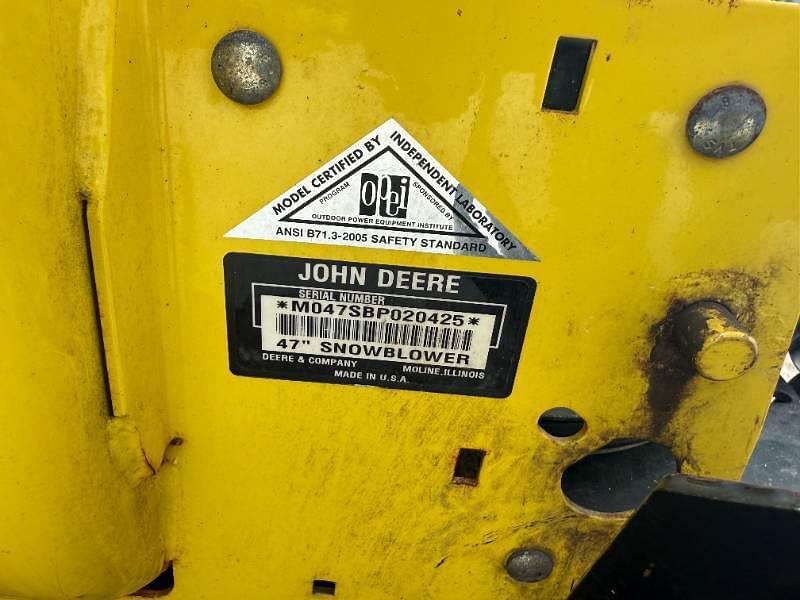 MODEL CERTIFIED BY INDEPENDENT LABORATORY
PROGRAM SPONSORED BY
opei
OUTDOOR POWER EQUIPMENT INSTITUTE
ANSI B71.3-2005 SAFETY STANDARD
JOHN DEERE
SERIAL NUMBER
*M047SBP020425*
47" SNOWBLOWER
DEERE & COMPANY MOLINE, ILLINOIS
MADE IN U.S.A.